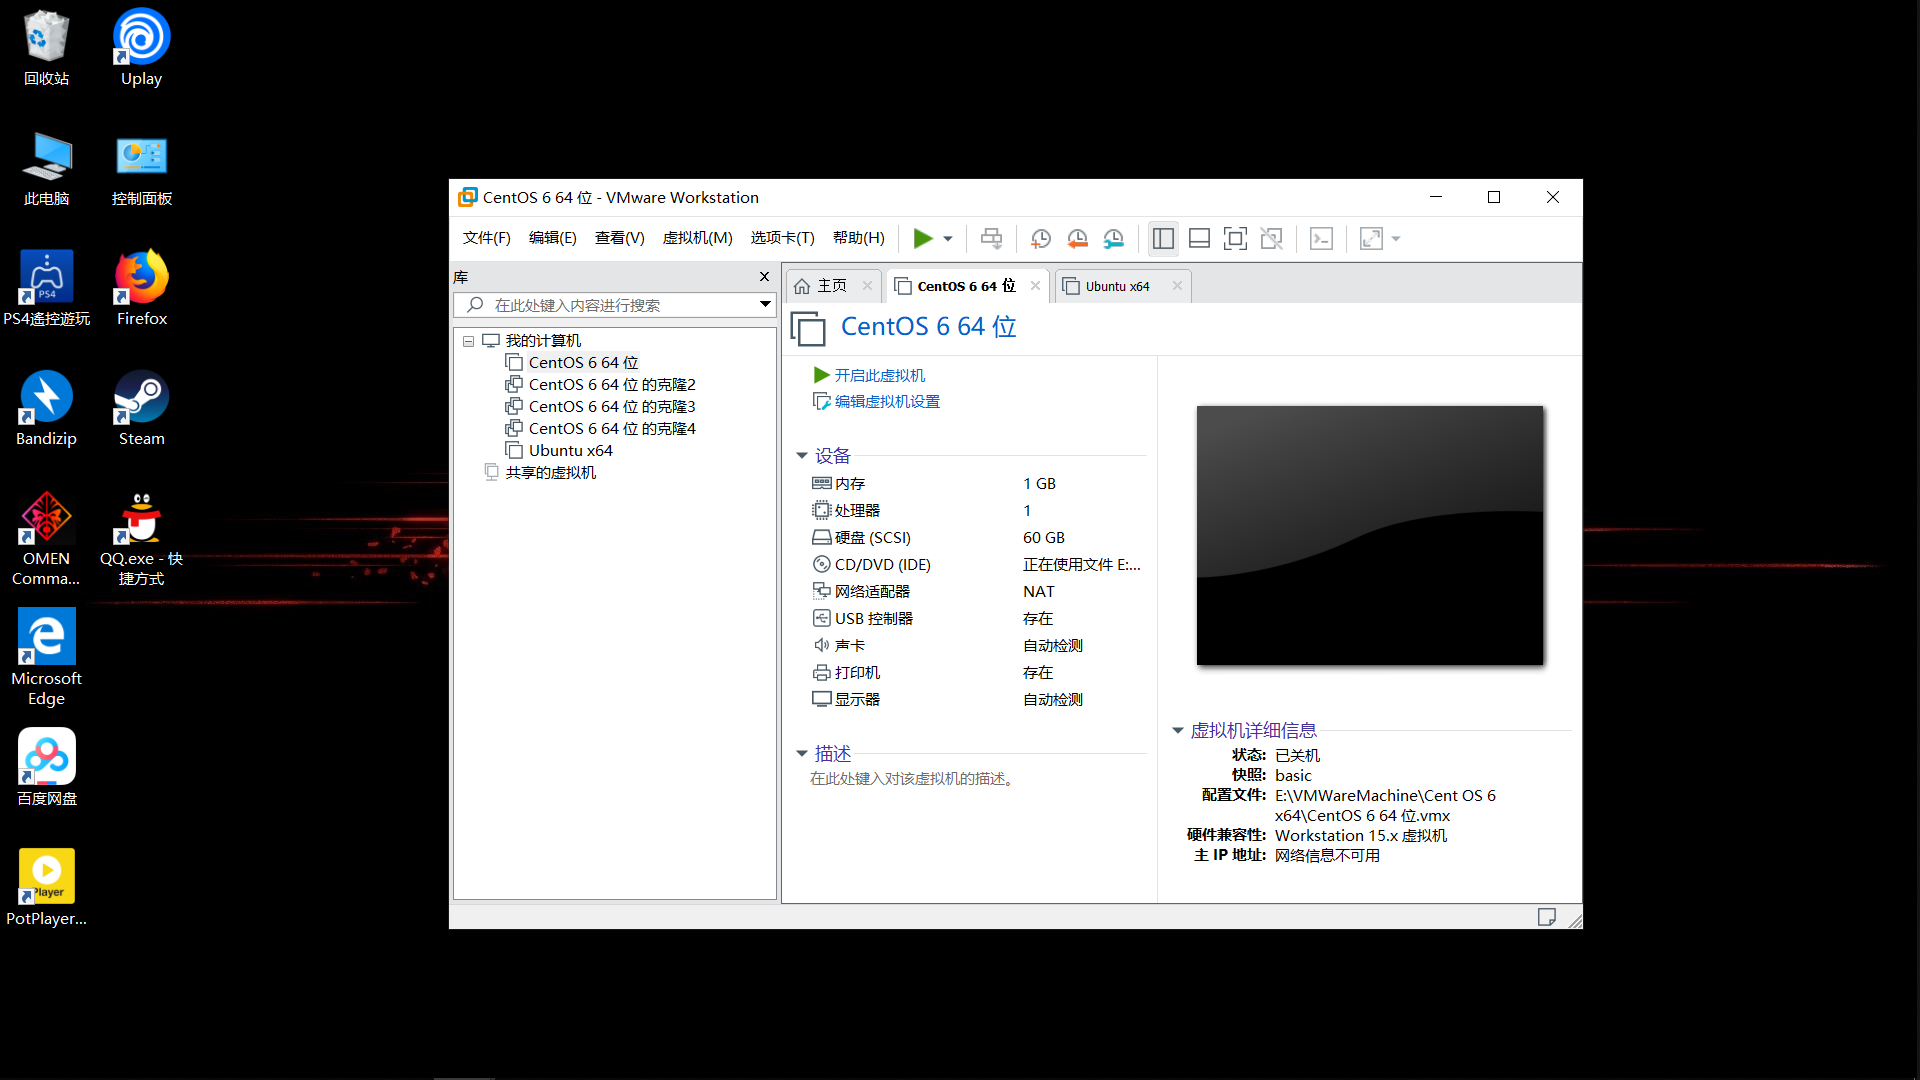 回收站
Uplay
此电脑
控制面板
PS4
PS4遙控遊玩
Firefox
Bandizip
Steam
OMEN
Comma...
QQ.exe - 快
捷方式
Microsoft
Edge
百度网盘
Player
PotPlayer...
CentOS 6 64 位 - VMware Workstation
文件(F) 编辑(E) 查看(V) 虚拟机(M) 选项卡(T) 帮助(H)
库
在此处键入内容进行搜索
我的计算机
CentOS 6 64 位
CentOS 6 64 位 的克隆2
CentOS 6 64 位 的克隆3
CentOS 6 64 位 的克隆4
Ubuntu x64
共享的虚拟机
主页
CentOS 6 64 位
Ubuntu x64
CentOS 6 64 位
开启此虚拟机
编辑虚拟机设置
设备
内存 1 GB
处理器 1
硬盘 (SCSI) 60 GB
CD/DVD (IDE) 正在使用文件 E:...
网络适配器 NAT
USB 控制器 存在
声卡 自动检测
打印机 存在
显示器 自动检测
描述
在此处键入对该虚拟机的描述。
虚拟机详细信息
状态: 已关机
快照: basic
配置文件: E:\VMWareMachine\Cent OS 6
x64\CentOS 6 64 位.vmx
硬件兼容性: Workstation 15.x 虚拟机
主 IP 地址: 网络信息不可用